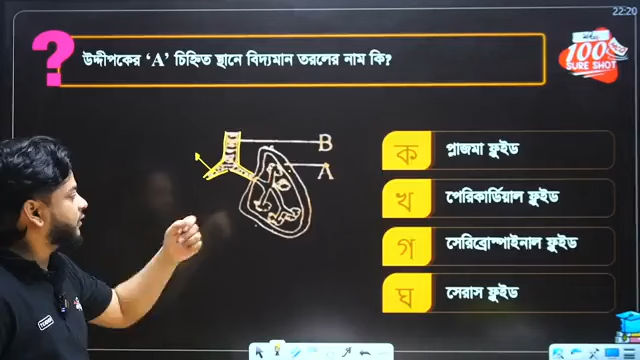 22:20
উদ্দীপকের ‘A’ চিহ্নিত স্থানে বিদ্যমান তরলের নাম কি?
100
SURE SHOT
B
A
ক প্লাজমা ফ্লুইড
খ পেরিকার্ডিয়াল ফ্লুইড
গ সেরিব্রোস্পাইনাল ফ্লুইড
ঘ সেরাস ফ্লুইড